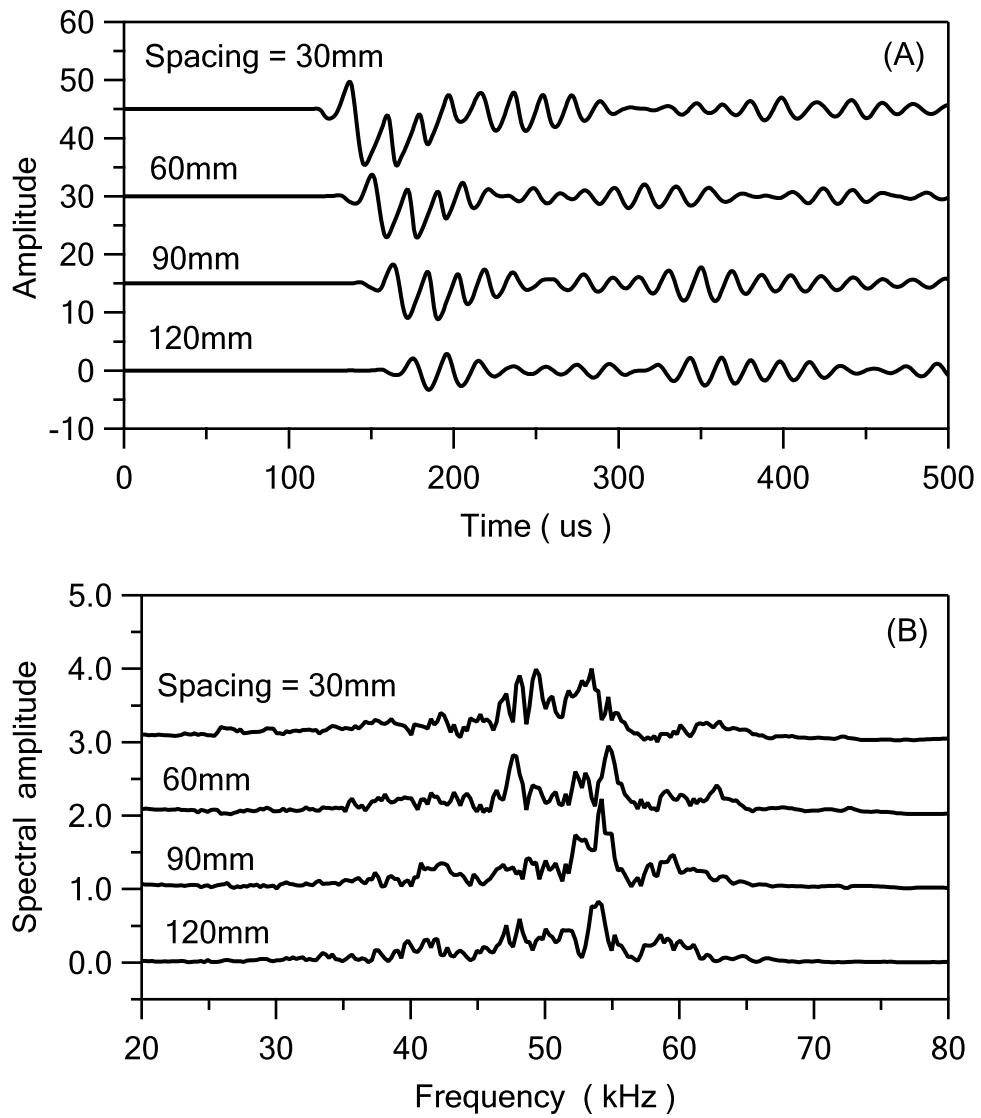 60
Spacing = 30mm
(A)
50
40
60mm
30
20
90mm
10
120mm
0
-10
Amplitude
0 100 200 300 400 500
Time ( us )
5.0
(B)
4.0
Spacing = 30mm
3.0
60mm
2.0
90mm
1.0
120mm
0.0
Spectral amplitude
20 30 40 50 60 70 80
Frequency ( kHz )